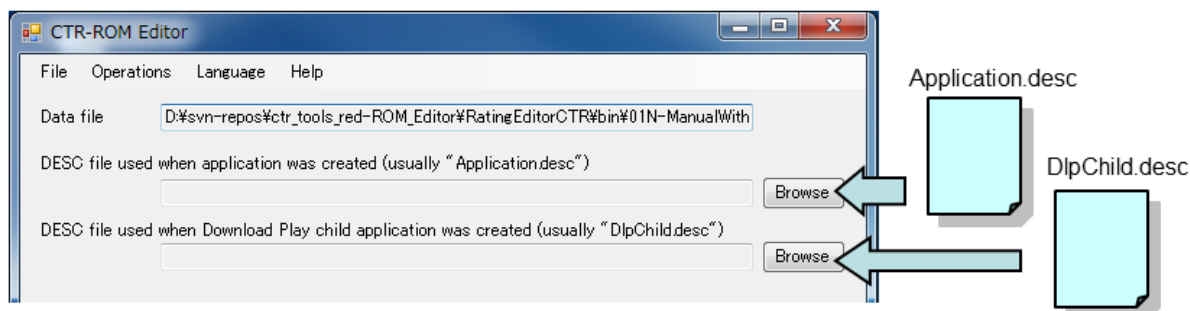 CTR-ROM Editor
File Operations Language Help
Data file D:¥svn-repos¥ctr_tools_red-ROM_Editor¥RatingEditorCTR¥bin¥01N-ManualWith
DESC file used when application was created (usually "Application.desc")
Browse
DESC file used when Download Play child application was created (usually "DlpChild.desc")
Browse
Application.desc
DlpChild.desc